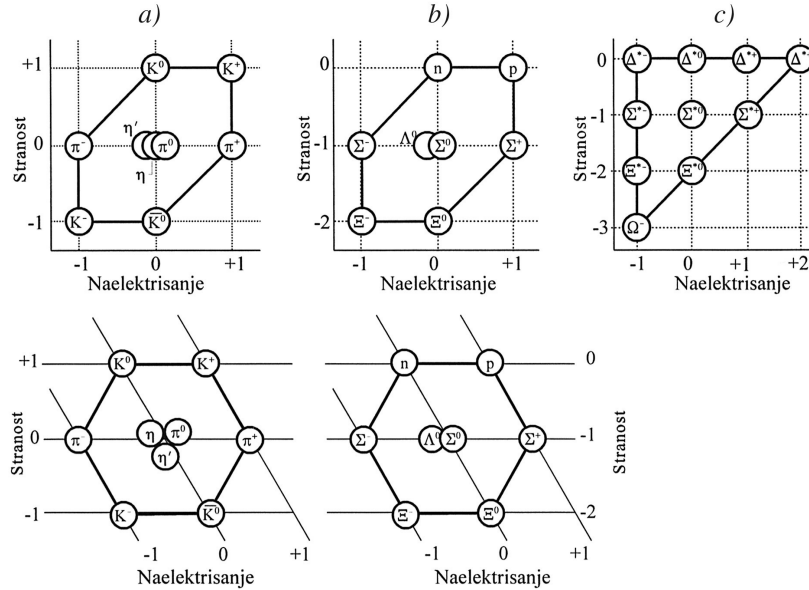 a)
b)
c)
Stranost
+1
0
-1
K⁰
K⁺
π⁻
η′
η
π⁰
π⁺
K⁻
K̅⁰
-1
0
+1
Naelektrisanje
Stranost
0
-1
-2
n
p
Σ⁻
Λ⁰
Σ⁰
Σ⁺
Ξ⁻
Ξ⁰
-1
0
+1
Naelektrisanje
Stranost
0
-1
-2
-3
Δ*⁻
Δ*⁰
Δ*⁺
Σ*⁻
Σ*⁰
Σ*⁺
Ξ*⁻
Ξ*⁰
Ω⁻
-1
0
+1
+2
Naelektrisanje
Stranost
+1
0
-1
K⁰
K⁺
π⁻
η
π⁰
η′
π⁺
K⁻
K̅⁰
-1
0
+1
Naelektrisanje
n
p
Σ⁻
Λ⁰
Σ⁰
Σ⁺
Ξ⁻
Ξ⁰
0
-1
-2
Stranost
-1
0
+1
Naelektrisanje